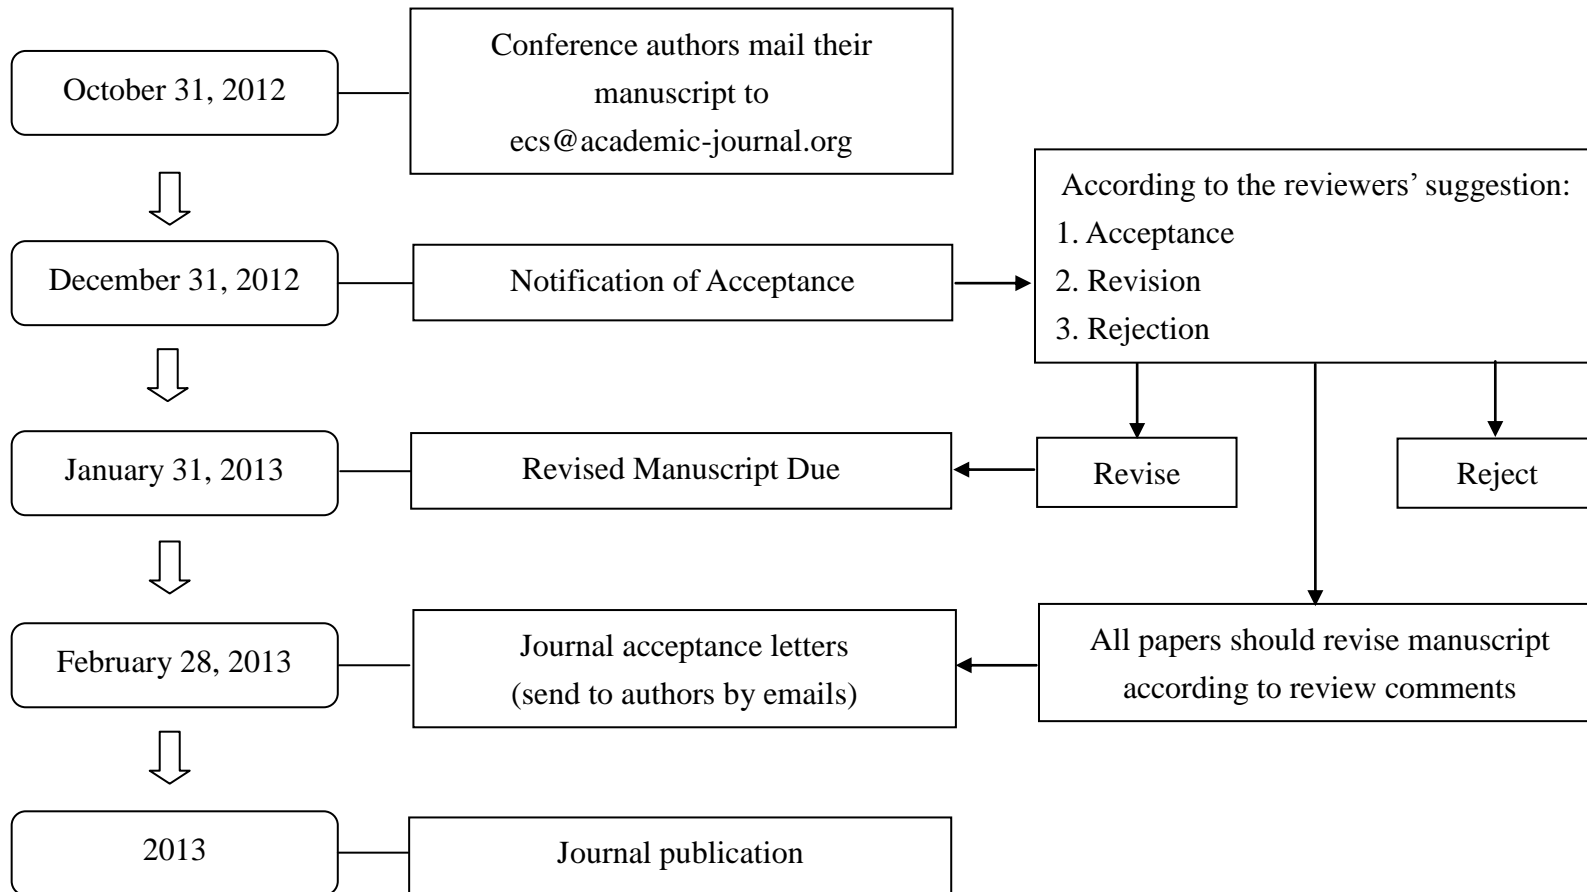 October 31, 2012
Conference authors mail their
manuscript to
ecs@academic-journal.org
December 31, 2012
Notification of Acceptance
According to the reviewers’ suggestion:
1. Acceptance
2. Revision
3. Rejection
January 31, 2013
Revised Manuscript Due
Revise
Reject
February 28, 2013
Journal acceptance letters
(send to authors by emails)
All papers should revise manuscript
according to review comments
2013
Journal publication